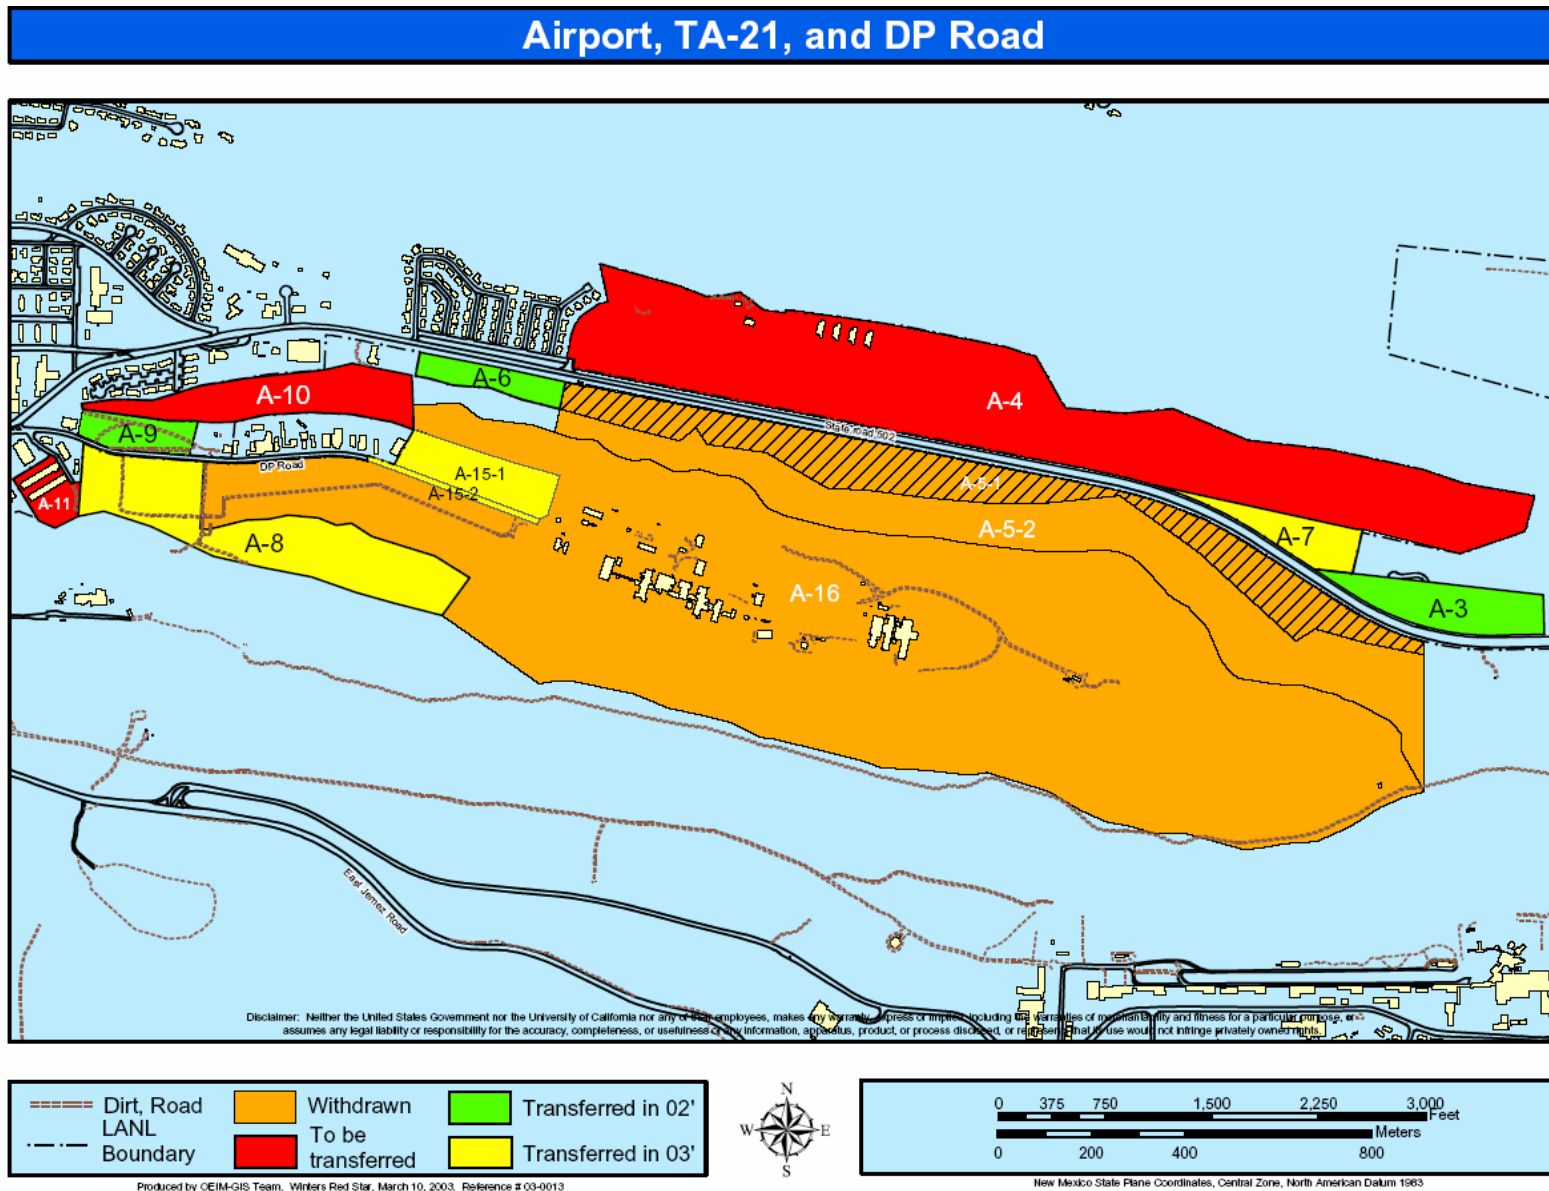 Airport, TA-21, and DP Road
A-4
A-6
A-10
State road 502
A-9
DP Road
A-15-1
A-15-2
A-5-1
A-11
A-5-2
A-7
A-8
A-16
A-3
East Jemez Road
Disclaimer: Neither the United States Government nor the University of California nor any of their employees, makes any warranty, express or implied, including the warranties of merchantability and fitness for a particular purpose, or
assumes any legal liability or responsibility for the accuracy, completeness, or usefulness of any information, apparatus, product, or process disclosed, or represents that its use would not infringe privately owned rights.
Dirt, Road
LANL
Boundary
Withdrawn
To be
transferred
Transferred in 02'
Transferred in 03'
N
W E
S
0 375 750 1,500 2,250 3,000
Feet
Meters
0 200 400 800
Produced by OEIM-GIS Team. Winters Red Star, March 10, 2003. Reference # 03-0013
New Mexico State Plane Coordinates, Central Zone, North American Datum 1983